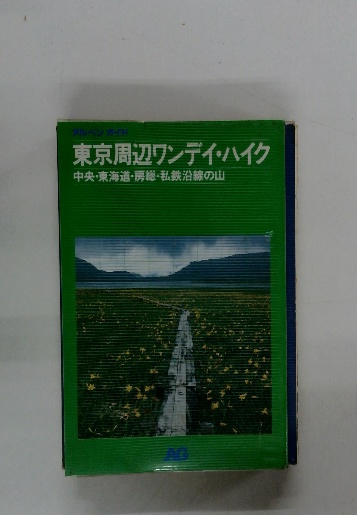 アルペン ガイド
東京周辺ワンデイ・ハイク
中央・東海道・房総・私鉄沿線の山
AG